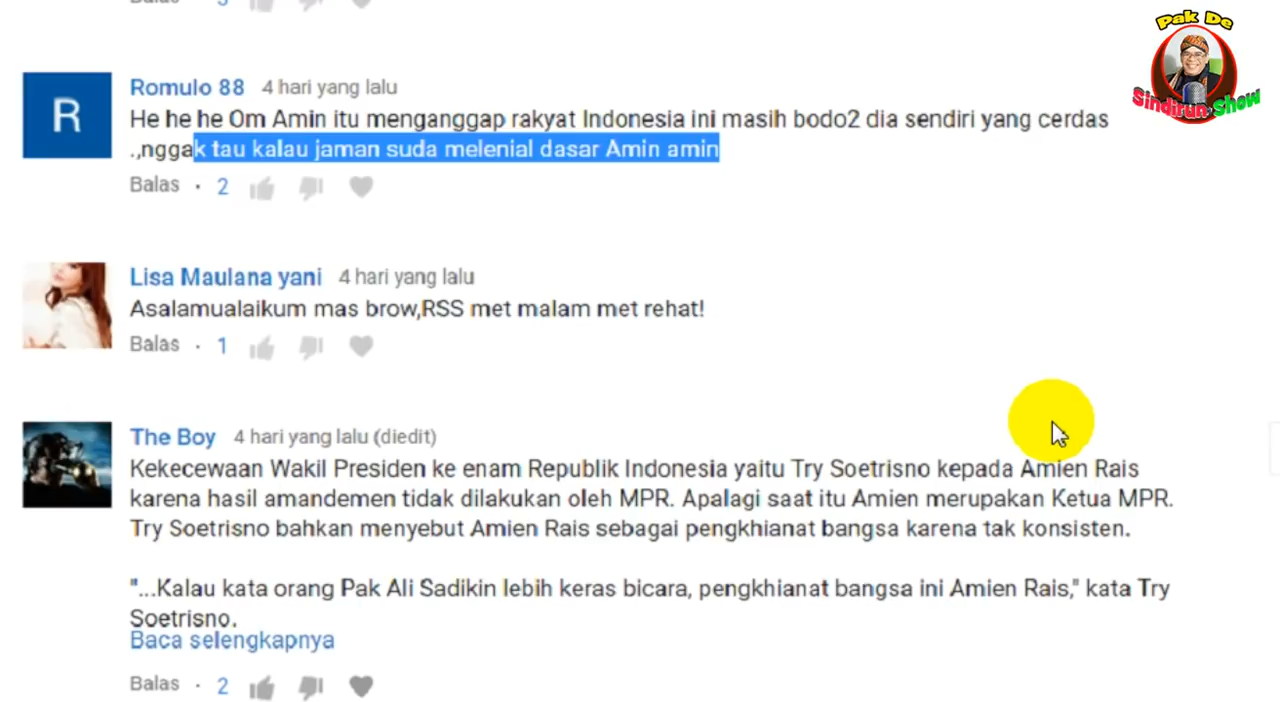 Pak De
Sindirun Show
Romulo 88 4 hari yang lalu
R
He he he Om Amin itu menganggap rakyat Indonesia ini masih bodo2 dia sendiri yang cerdas
.,nggak tau kalau jaman suda melenial dasar Amin amin
Balas · 2
Lisa Maulana yani 4 hari yang lalu
Asalamualaikum mas brow,RSS met malam met rehat!
Balas · 1
The Boy 4 hari yang lalu (diedit)
Kekecewaan Wakil Presiden ke enam Republik Indonesia yaitu Try Soetrisno kepada Amien Rais
karena hasil amandemen tidak dilakukan oleh MPR. Apalagi saat itu Amien merupakan Ketua MPR.
Try Soetrisno bahkan menyebut Amien Rais sebagai pengkhianat bangsa karena tak konsisten.
"...Kalau kata orang Pak Ali Sadikin lebih keras bicara, pengkhianat bangsa ini Amien Rais," kata Try
Soetrisno.
Baca selengkapnya
Balas · 2